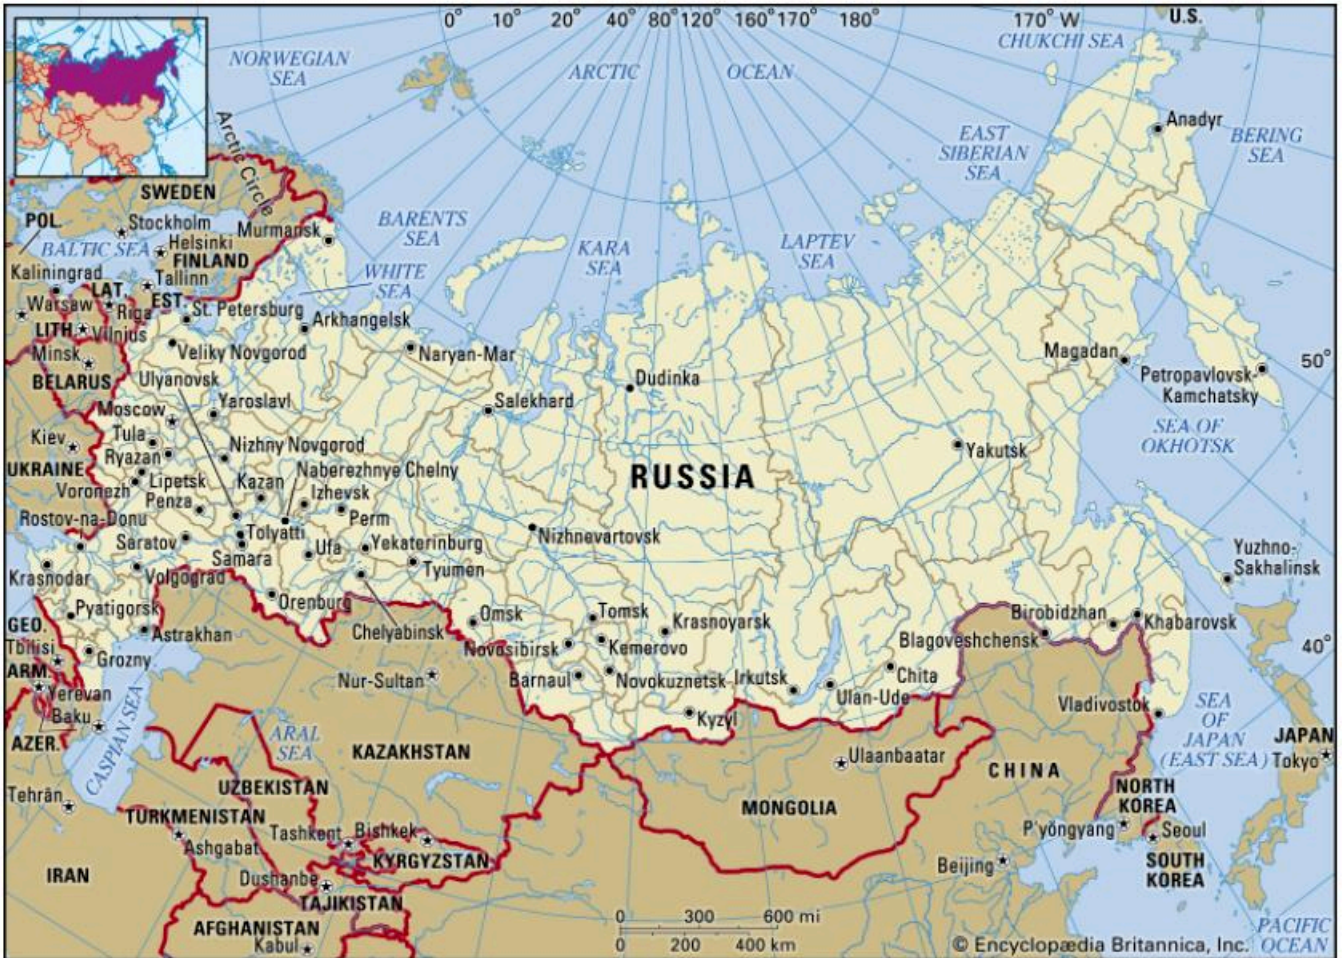 0° 10° 20° 40° 80° 120° 160° 170° 180° 170° W
U.S.
CHUKCHI SEA
NORWEGIAN
SEA
ARCTIC OCEAN
Arctic Circle
EAST
SIBERIAN
SEA
Anadyr
BERING
SEA
SWEDEN
POL.
Stockholm
BALTIC SEA
Helsinki
FINLAND
Murmansk
BARENTS
SEA
KARA
SEA
LAPTEV
SEA
WHITE
SEA
Kaliningrad
Tallinn
LAT.
EST.
Warsaw
Riga
St. Petersburg
Arkhangelsk
LITH.
Vilnius
Minsk
Veliky Novgorod
Naryan-Mar
Magadan
50°
BELARUS
Ulyanovsk
Dudinka
Petropavlovsk-
Kamchatsky
Moscow
Yaroslavl
Salekhard
SEA OF
OKHOTSK
Kiev
Tula
Nizhny Novgorod
Yakutsk
UKRAINE
Ryazan
Naberezhnye Chelny
RUSSIA
Voronezh
Lipetsk
Kazan
Izhevsk
Penza
Perm
Rostov-na-Donu
Tolyatti
Nizhnevartovsk
Saratov
Samara
Ufa
Yekaterinburg
Yuzhno-
Sakhalinsk
Krasnodar
Volgograd
Tyumen
Pyatigorsk
Orenburg
Omsk
Tomsk
Krasnoyarsk
Birobidzhan
Khabarovsk
GEO.
Astrakhan
Chelyabinsk
Blagoveshchensk
Tbilisi
Grozny
Novosibirsk
Kemerovo
40°
ARM.
Nur-Sultan
Barnaul
Novokuznetsk
Irkutsk
Chita
Ulan-Ude
Yerevan
Baku
Kyzyl
Vladivostok
SEA
OF
JAPAN
(EAST SEA)
AZER.
CASPIAN SEA
ARAL
SEA
KAZAKHSTAN
Ulaanbaatar
JAPAN
Tokyo
CHINA
Tehrān
UZBEKISTAN
MONGOLIA
NORTH
KOREA
TURKMENISTAN
Tashkent
Bishkek
P'yŏngyang
Seoul
Ashgabat
KYRGYZSTAN
Beijing
SOUTH
KOREA
IRAN
Dushanbe
TAJIKISTAN
AFGHANISTAN
Kabul
0 300 600 mi
0 200 400 km
PACIFIC
OCEAN
© Encyclopædia Britannica, Inc.